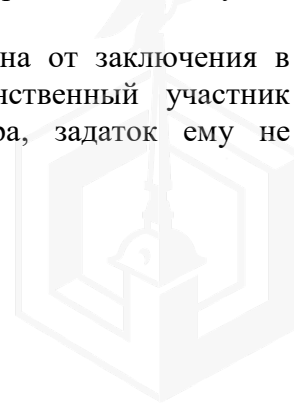 на от заключения в
нственный участник
ра, задаток ему не